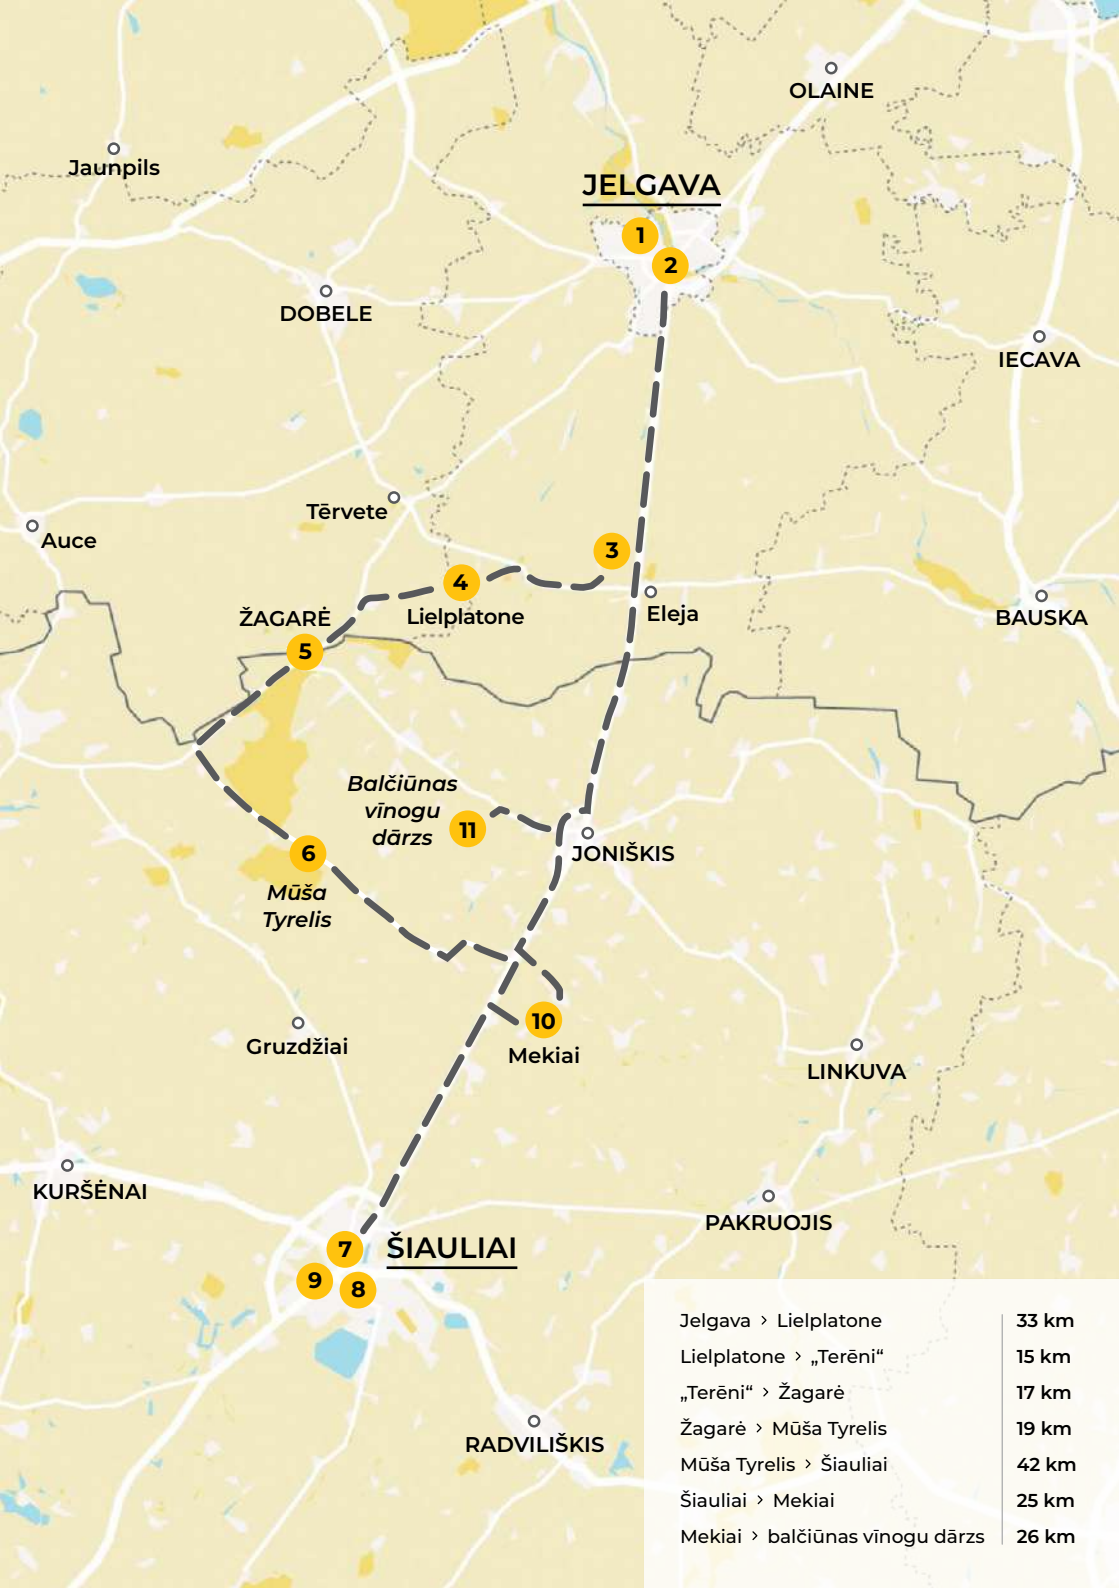 OLAINE
Jaunpils
JELGAVA
1
2
DOBELE
IECAVA
Tērvete
Auce
3
4
Lielplatone
ŽAGARĖ
5
Eleja
BAUSKA
Balčiūnas
vīnogu
dārzs
11
JONIŠKIS
6
Mūša
Tyrelis
10
Mekiai
Gruzdžiai
LINKUVA
KURŠĖNAI
PAKRUOJIS
7
ŠIAULIAI
9
8
RADVILIŠKIS
Jelgava › Lielplatone 33 km
Lielplatone › „Terēni“ 15 km
„Terēni“ › Žagarė 17 km
Žagarė › Mūša Tyrelis 19 km
Mūša Tyrelis › Šiauliai 42 km
Šiauliai › Mekiai 25 km
Mekiai › balčiūnas vīnogu dārzs 26 km